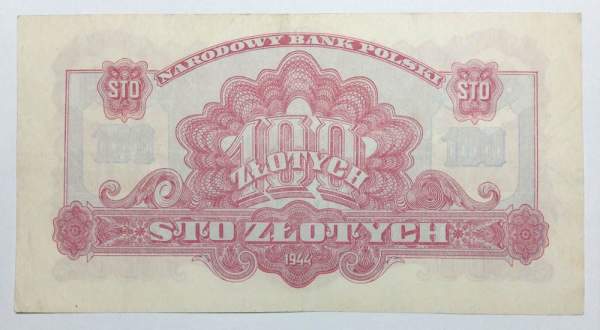 NARODOWY BANK POLSKI
STO STO
100
ZŁOTYCH
STO ZŁOTYCH
1944